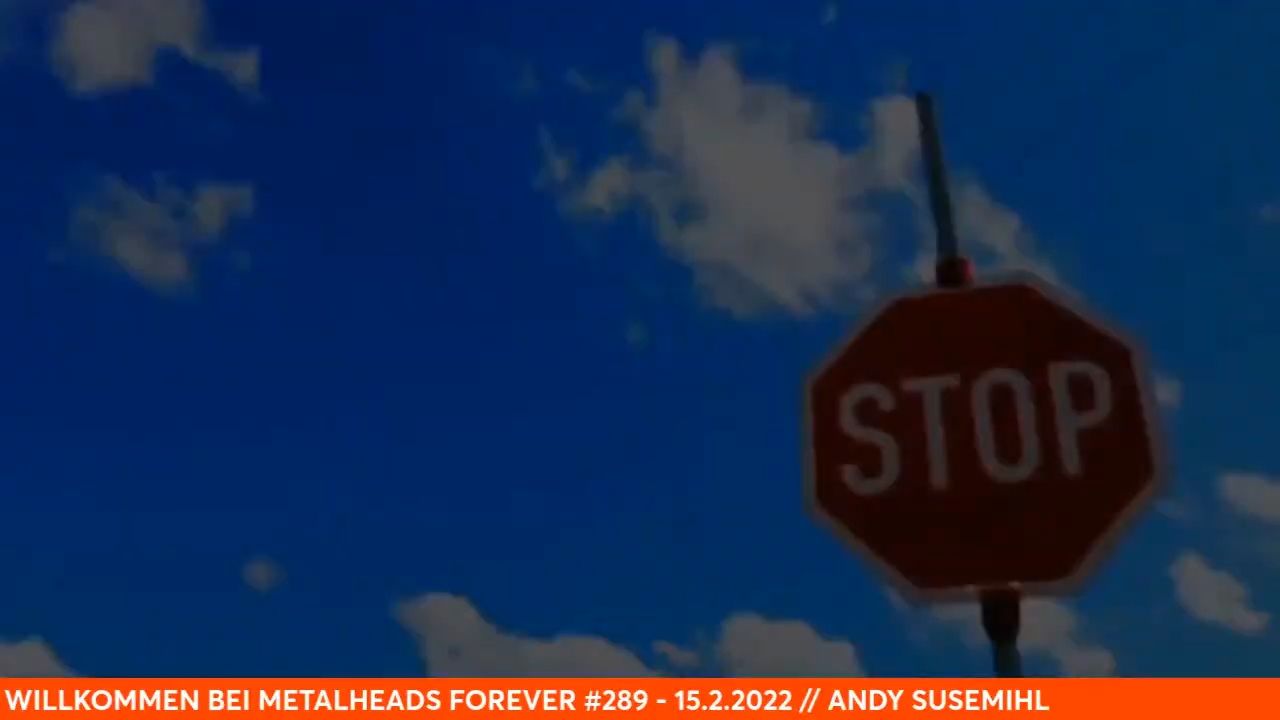 STOP
WILLKOMMEN BEI METALHEADS FOREVER #289 - 15.2.2022 // ANDY SUSEMIHL